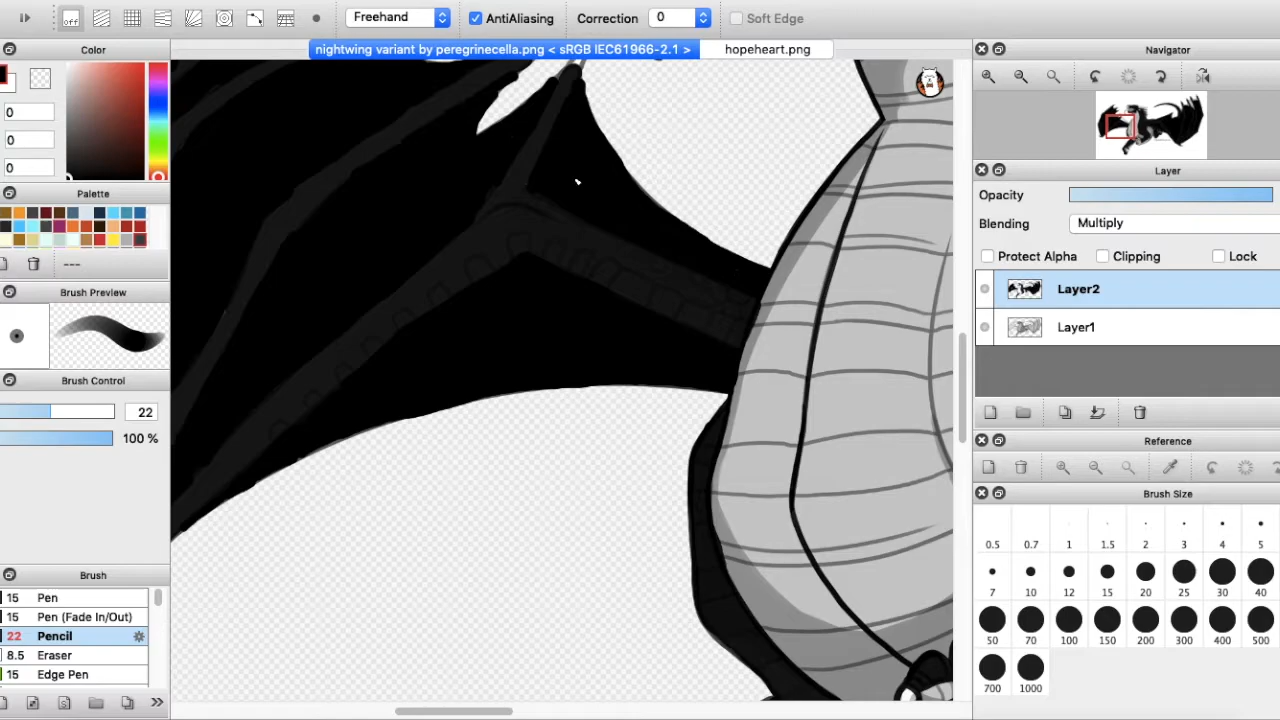 off
Freehand
AntiAliasing
Correction
0
Soft Edge
nightwing variant by peregrinecella.png < sRGB IEC61966-2.1 >
hopeheart.png
Color
0
0
0
Palette
---
Brush Preview
Brush Control
22
100 %
Brush
15 Pen
15 Pen (Fade In/Out)
22 Pencil
8.5 Eraser
15 Edge Pen
Navigator
Layer
Opacity
Blending
Multiply
Protect Alpha
Clipping
Lock
Layer2
Layer1
Reference
Brush Size
0.5 0.7 1 1.5 2 3 4 5
7 10 12 15 20 25 30 40
50 70 100 150 200 300 400 500
700 1000